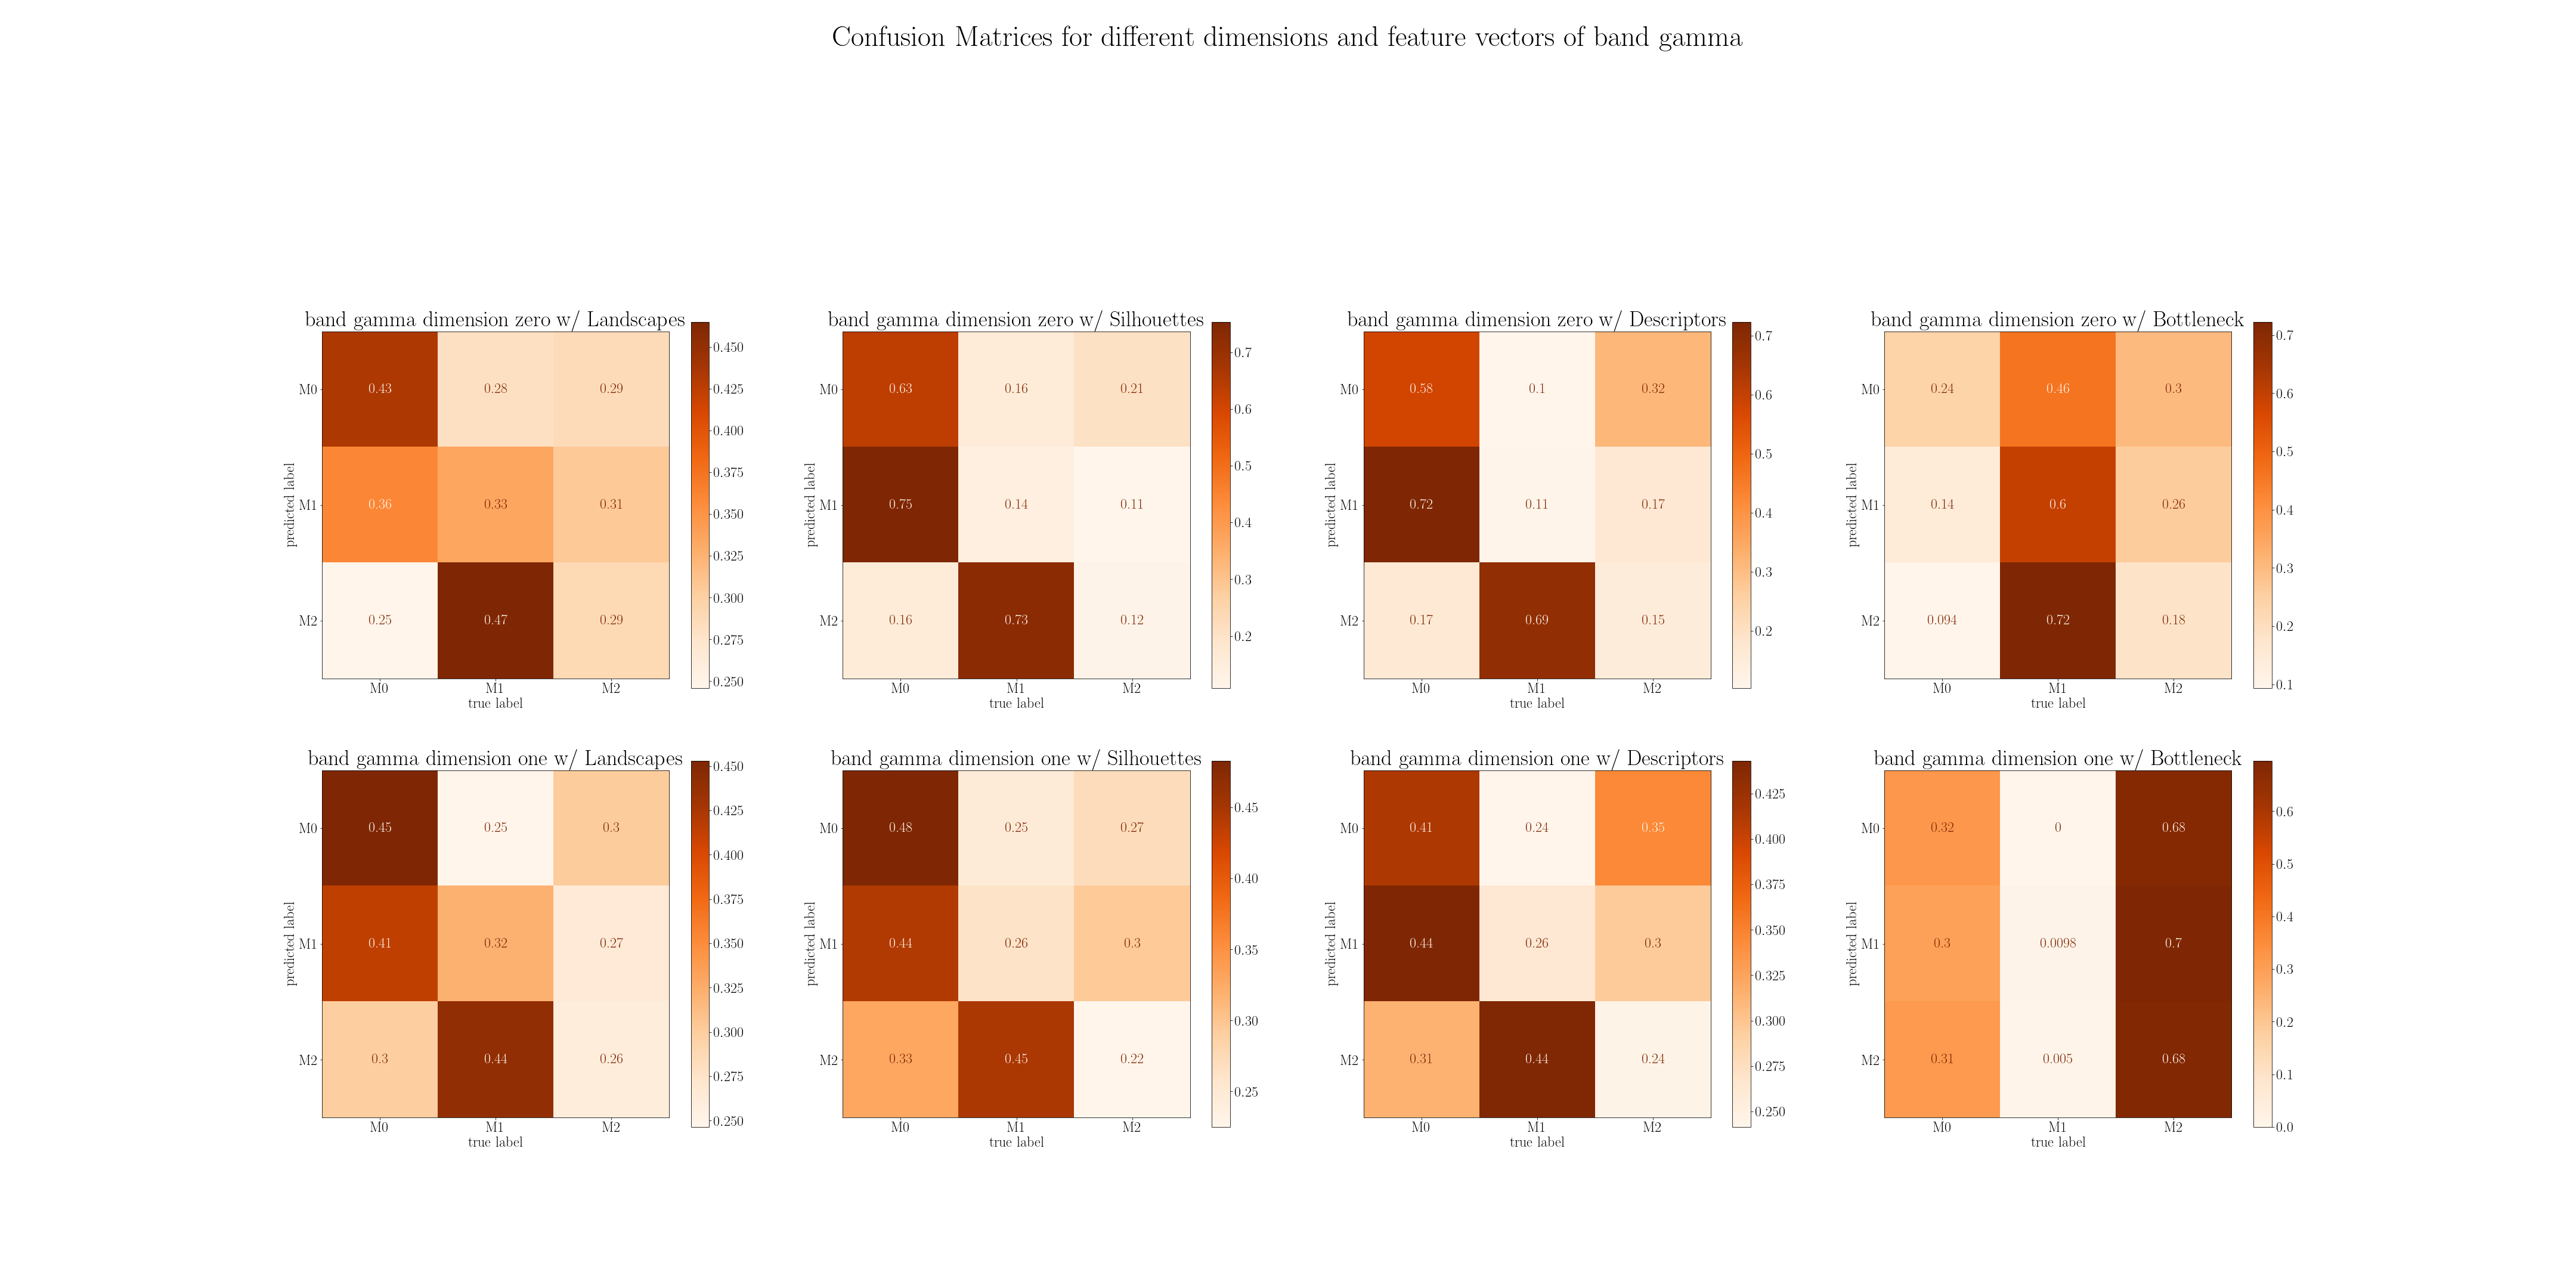 Confusion Matrices for different dimensions and feature vectors of band gamma
band gamma dimension zero w/ Landscapes
predicted label
M0 0.43 0.28 0.29
M1 0.36 0.33 0.31
M2 0.25 0.47 0.29
M0 M1 M2
true label
0.450
0.425
0.400
0.375
0.350
0.325
0.300
0.275
0.250
band gamma dimension zero w/ Silhouettes
predicted label
M0 0.63 0.16 0.21
M1 0.75 0.14 0.11
M2 0.16 0.73 0.12
M0 M1 M2
true label
0.7
0.6
0.5
0.4
0.3
0.2
band gamma dimension zero w/ Descriptors
predicted label
M0 0.58 0.1 0.32
M1 0.72 0.11 0.17
M2 0.17 0.69 0.15
M0 M1 M2
true label
0.7
0.6
0.5
0.4
0.3
0.2
band gamma dimension zero w/ Bottleneck
predicted label
M0 0.24 0.46 0.3
M1 0.14 0.6 0.26
M2 0.094 0.72 0.18
M0 M1 M2
true label
0.7
0.6
0.5
0.4
0.3
0.2
0.1
band gamma dimension one w/ Landscapes
predicted label
M0 0.45 0.25 0.3
M1 0.41 0.32 0.27
M2 0.3 0.44 0.26
M0 M1 M2
true label
0.450
0.425
0.400
0.375
0.350
0.325
0.300
0.275
0.250
band gamma dimension one w/ Silhouettes
predicted label
M0 0.48 0.25 0.27
M1 0.44 0.26 0.3
M2 0.33 0.45 0.22
M0 M1 M2
true label
0.45
0.40
0.35
0.30
0.25
band gamma dimension one w/ Descriptors
predicted label
M0 0.41 0.24 0.35
M1 0.44 0.26 0.3
M2 0.31 0.44 0.24
M0 M1 M2
true label
0.425
0.400
0.375
0.350
0.325
0.300
0.275
0.250
band gamma dimension one w/ Bottleneck
predicted label
M0 0.32 0 0.68
M1 0.3 0.0098 0.7
M2 0.31 0.005 0.68
M0 M1 M2
true label
0.6
0.5
0.4
0.3
0.2
0.1
0.0